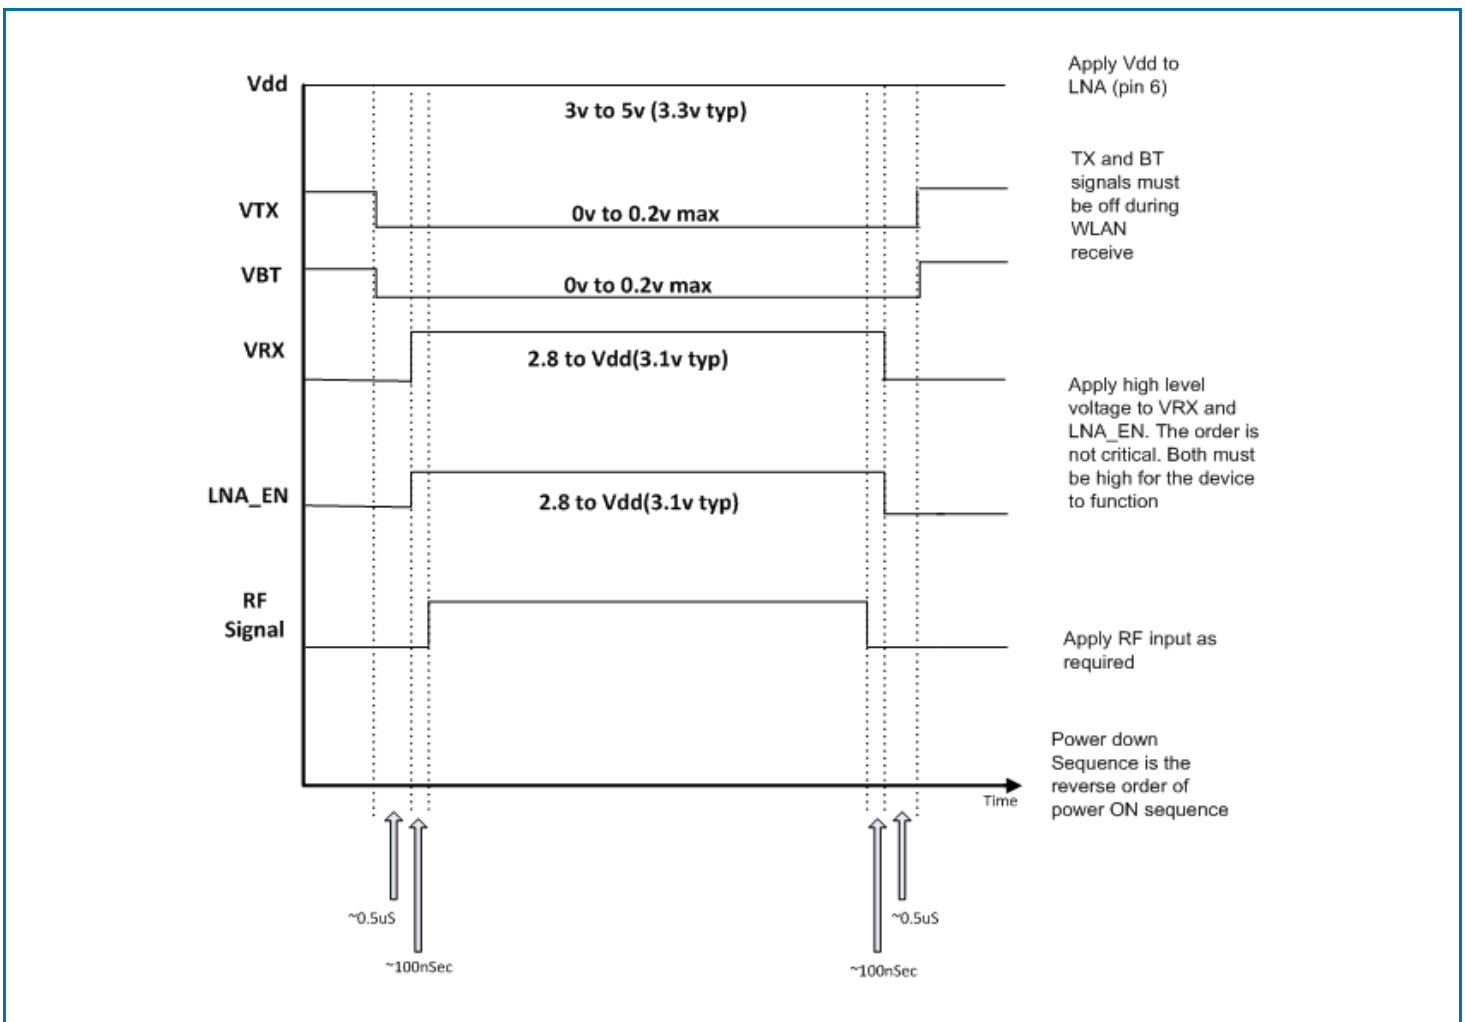 Vdd
3v to 5v (3.3v typ)
Apply Vdd to
LNA (pin 6)
VTX
0v to 0.2v max
TX and BT
signals must
be off during
WLAN
receive
VBT
0v to 0.2v max
VRX
2.8 to Vdd(3.1v typ)
Apply high level
voltage to VRX and
LNA_EN. The order is
not critical. Both must
be high for the device
to function
LNA_EN
2.8 to Vdd(3.1v typ)
RF
Signal
Apply RF input as
required
Power down
Sequence is the
reverse order of
power ON sequence
Time
~0.5uS
~0.5uS
~100nSec
~100nSec